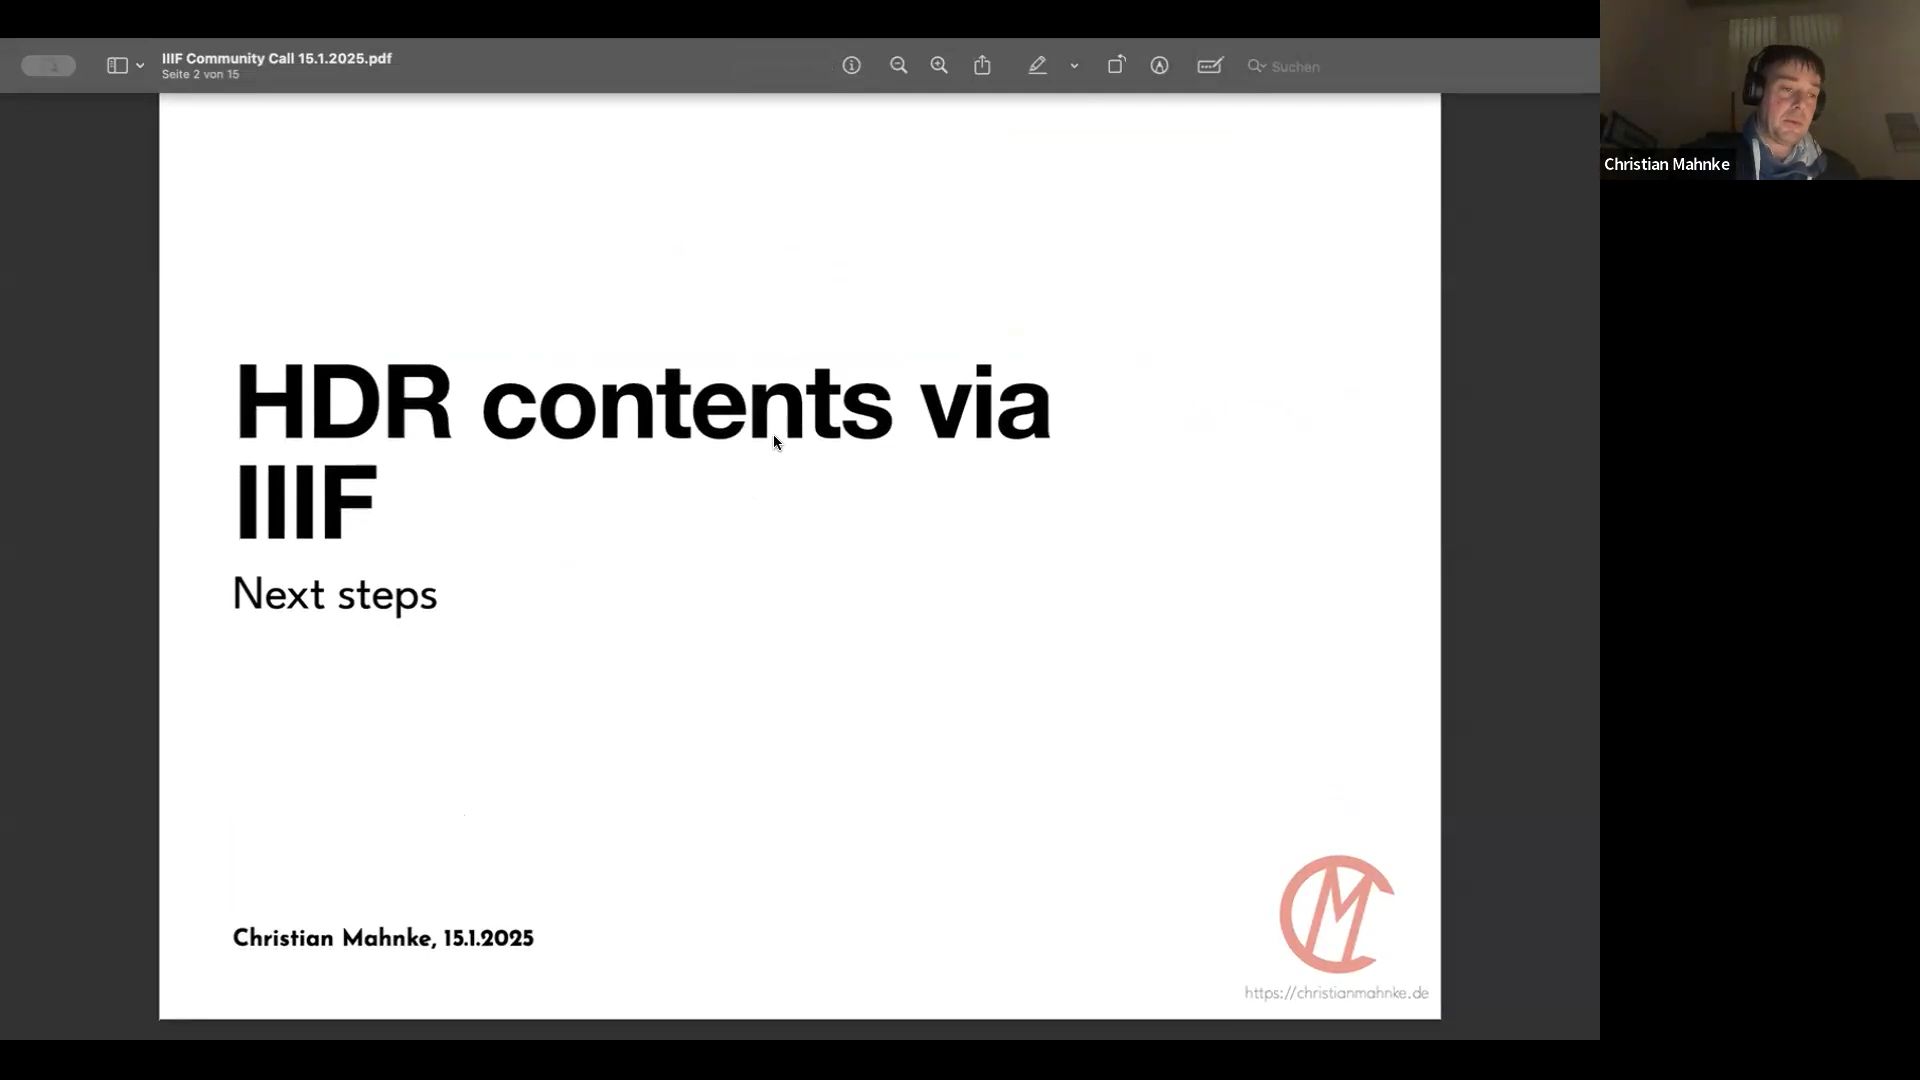 IIIF Community Call 15.1.2025.pdf
Seite 2 von 15
Suchen
Christian Mahnke
HDR contents via
IIIF
Next steps
Christian Mahnke, 15.1.2025
CM
https://christianmahnke.de